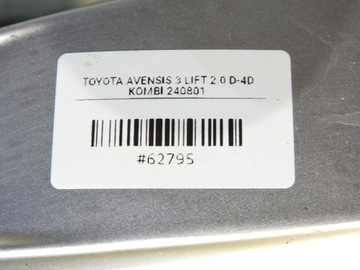 TOYOTA AVENSIS 3 LIFT 2.0 D-4D
KOMBI 240801
#62795